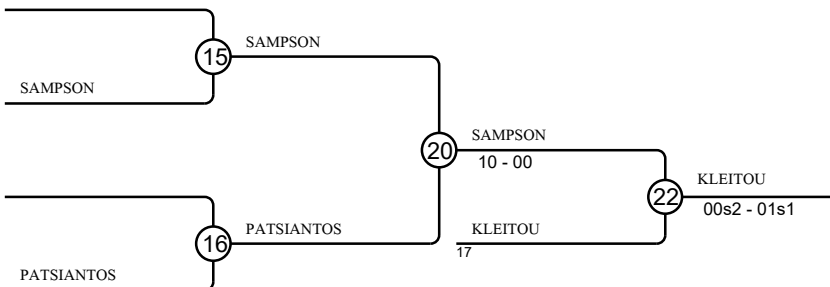 15
SAMPSON
SAMPSON
20
SAMPSON
10 - 00
22
KLEITOU
00s2 - 01s1
16
PATSIANTOS
KLEITOU
17
PATSIANTOS